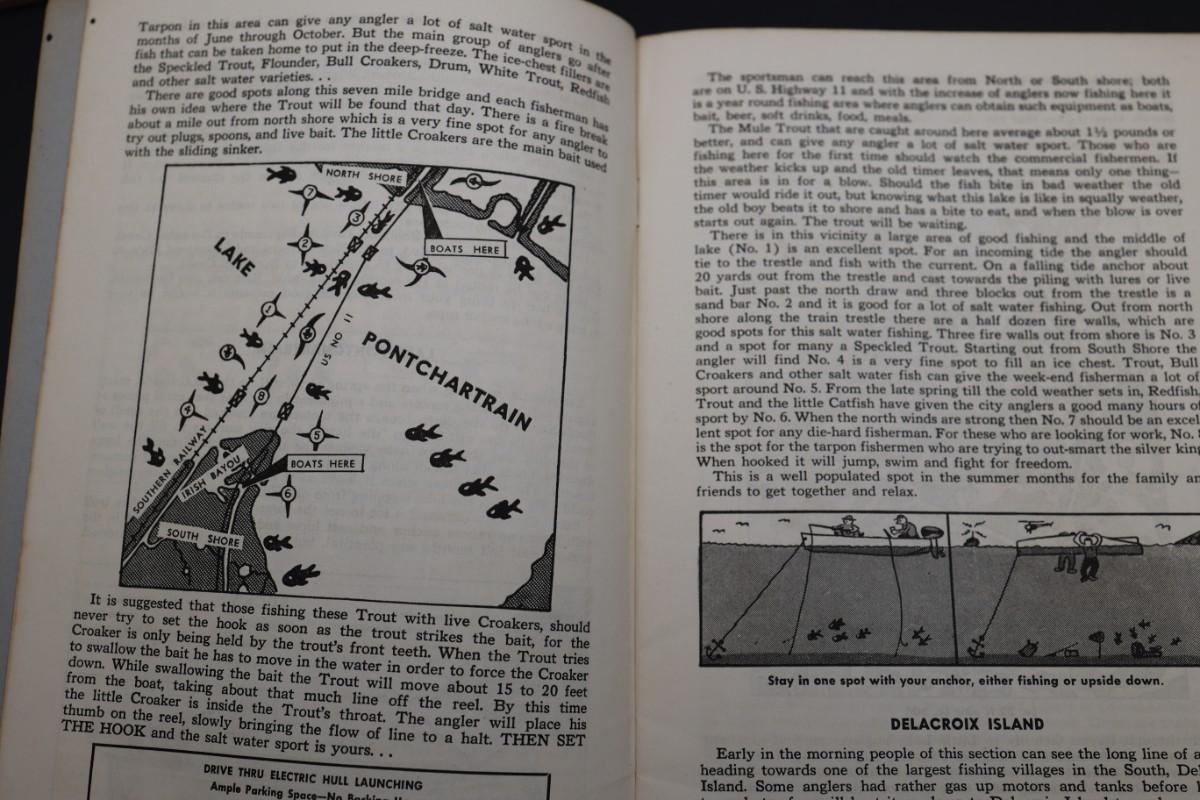 Tarpon in this area can give any angler a lot of salt water sport in the
months of June through October. But the main group of anglers go after
fish that can be taken home to put in the deep-freeze. The ice-chest fillers are
the Speckled Trout, Flounder, Bull Croakers, Drum, White Trout, Redfish
and other salt water varieties. . .
There are good spots along this seven mile bridge and each fisherman has
his own idea where the Trout will be found that day. There is a fire break
about a mile out from north shore which is a very fine spot for any angler to
try out plugs, spoons, and live bait. The little Croakers are the main bait used
with the sliding sinker.
NORTH SHORE
7
3
2
BOATS HERE
LAKE
1
US NO 11
PONTCHARTRAIN
8
4
5
SOUTHERN RAILWAY
IRISH BAYOU
BOATS HERE
6
SOUTH SHORE
It is suggested that those fishing these Trout with live Croakers, should
never try to set the hook as soon as the trout strikes the bait, for the
Croaker is only being held by the trout's front teeth. When the Trout tries
to swallow the bait he has to move in the water in order to force the Croaker
down. While swallowing the bait the Trout will move about 15 to 20 feet
from the boat, taking about that much line off the reel. By this time
the little Croaker is inside the Trout's throat. The angler will place his
thumb on the reel, slowly bringing the flow of line to a halt. THEN SET
THE HOOK and the salt water sport is yours. . .
DRIVE THRU ELECTRIC HULL LAUNCHING
Ample Parking Space—No Backing
The sportsman can reach this area from North or South shore; both
are on U. S. Highway 11 and with the increase of anglers now fishing here it
is a year round fishing area where anglers can obtain such equipment as boats,
bait, beer, soft drinks, food, meals.
The Mule Trout that are caught around here average about 1½ pounds or
better, and can give any angler a lot of salt water sport. Those who are
fishing here for the first time should watch the commercial fishermen. If
the weather kicks up and the old timer leaves, that means only one thing—
this area is in for a blow. Should the fish bite in bad weather the old
timer would ride it out, but knowing what this lake is like in squally weather,
the old boy beats it to shore and has a bite to eat, and when the blow is over
starts out again. The trout will be waiting.
There is in this vicinity a large area of good fishing and the middle of
lake (No. 1) is an excellent spot. For an incoming tide the angler should
tie to the trestle and fish with the current. On a falling tide anchor about
20 yards out from the trestle and cast towards the piling with lures or live
bait. Just past the north draw and three blocks out from the trestle is a
sand bar No. 2 and it is good for a lot of salt water fishing. Out from north
shore along the train trestle there are a half dozen fire walls, which are
good spots for this salt water fishing. Three fire walls out from shore is No. 3
and a spot for many a Speckled Trout. Starting out from South Shore the
angler will find No. 4 is a very fine spot to fill an ice chest. Trout, Bull
Croakers and other salt water fish can give the week-end fisherman a lot of
sport around No. 5. From the late spring till the cold weather sets in, Redfish,
Trout and the little Catfish have given the city anglers a good many hours of
sport by No. 6. When the north winds are strong then No. 7 should be an excel-
lent spot for any die-hard fisherman. For these who are looking for work, No.
is the spot for the tarpon fishermen who are trying to out-smart the silver king
When hooked it will jump, swim and fight for freedom.
This is a well populated spot in the summer months for the family an
friends to get together and relax.
Stay in one spot with your anchor, either fishing or upside down.
DELACROIX ISLAND
Early in the morning people of this section can see the long line of
heading towards one of the largest fishing villages in the South, De
Island. Some anglers had rather gas up motors and tanks before